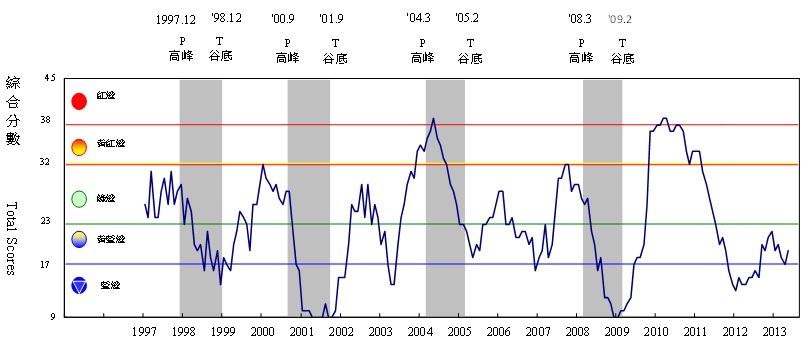 1997.12 '98.12 '00.9 '01.9 '04.3 '05.2 '08.3 '09.2
P T P T P T P T
高峰 谷底 高峰 谷底 高峰 谷底 高峰 谷底
綜合分數
Total Scores
45
紅燈
38
黃紅燈
32
綠燈
23
黃藍燈
17
藍燈
9
1997 1998 1999 2000 2001 2002 2003 2004 2005 2006 2007 2008 2009 2010 2011 2012 2013